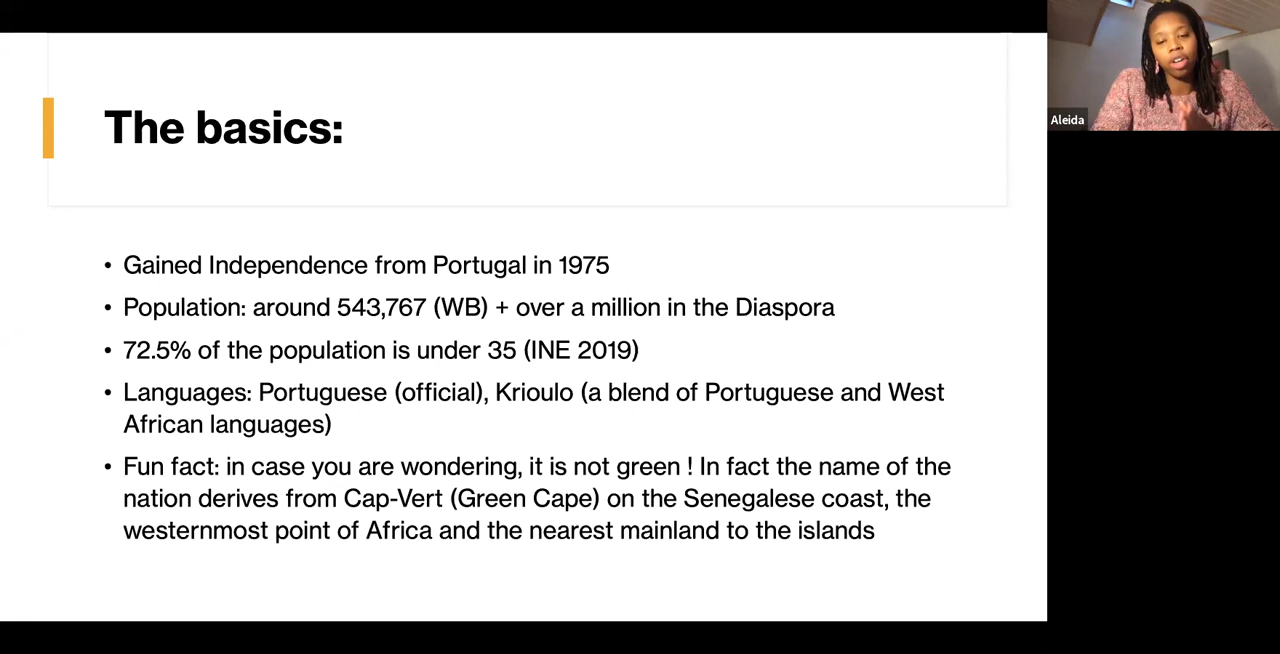 The basics:
Aleida
• Gained Independence from Portugal in 1975
• Population: around 543,767 (WB) + over a million in the Diaspora
• 72.5% of the population is under 35 (INE 2019)
• Languages: Portuguese (official), Krioulo (a blend of Portuguese and West
African languages)
• Fun fact: in case you are wondering, it is not green ! In fact the name of the
nation derives from Cap-Vert (Green Cape) on the Senegalese coast, the
westernmost point of Africa and the nearest mainland to the islands